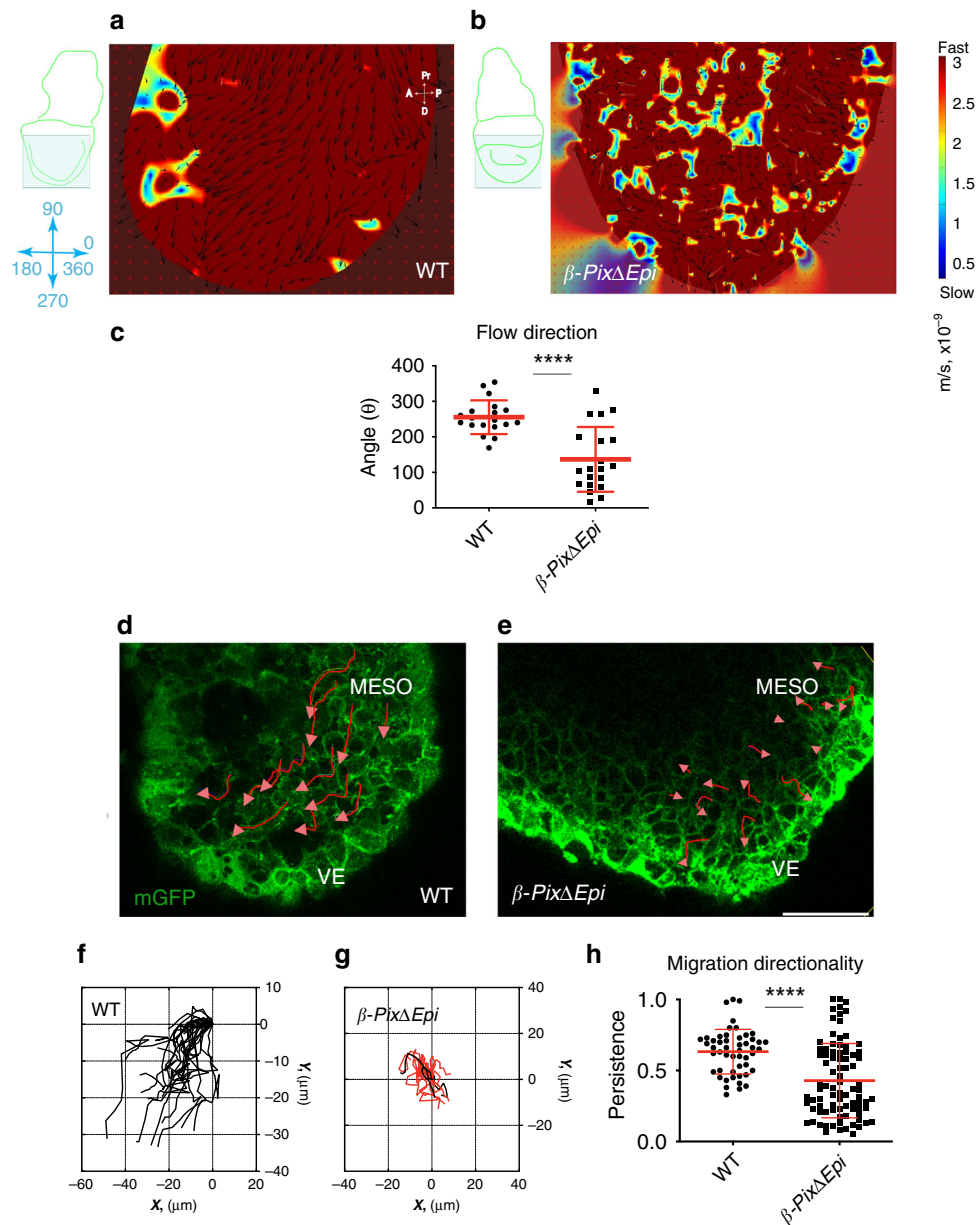 a
b
Pr
A P
D
WT
β-PixΔEpi
90
0
180 360
270
Fast
3
2.5
2
1.5
1
0.5
Slow
m/s, x10⁻⁹
c
Flow direction
****
400
300
200
100
0
Angle (θ)
WT
β-PixΔEpi
d
e
MESO
VE
mGFP
WT
MESO
VE
β-PixΔEpi
f
WT
10
0
−10
−20
−30
−40
Y, (μm)
−60 −40 −20 0 20
X, (μm)
g
β-PixΔEpi
40
20
0
−20
Y, (μm)
−40 −20 0 20 40
X, (μm)
h
Migration directionality
****
1.0
0.5
0.0
Persistence
WT
β-PixΔEpi